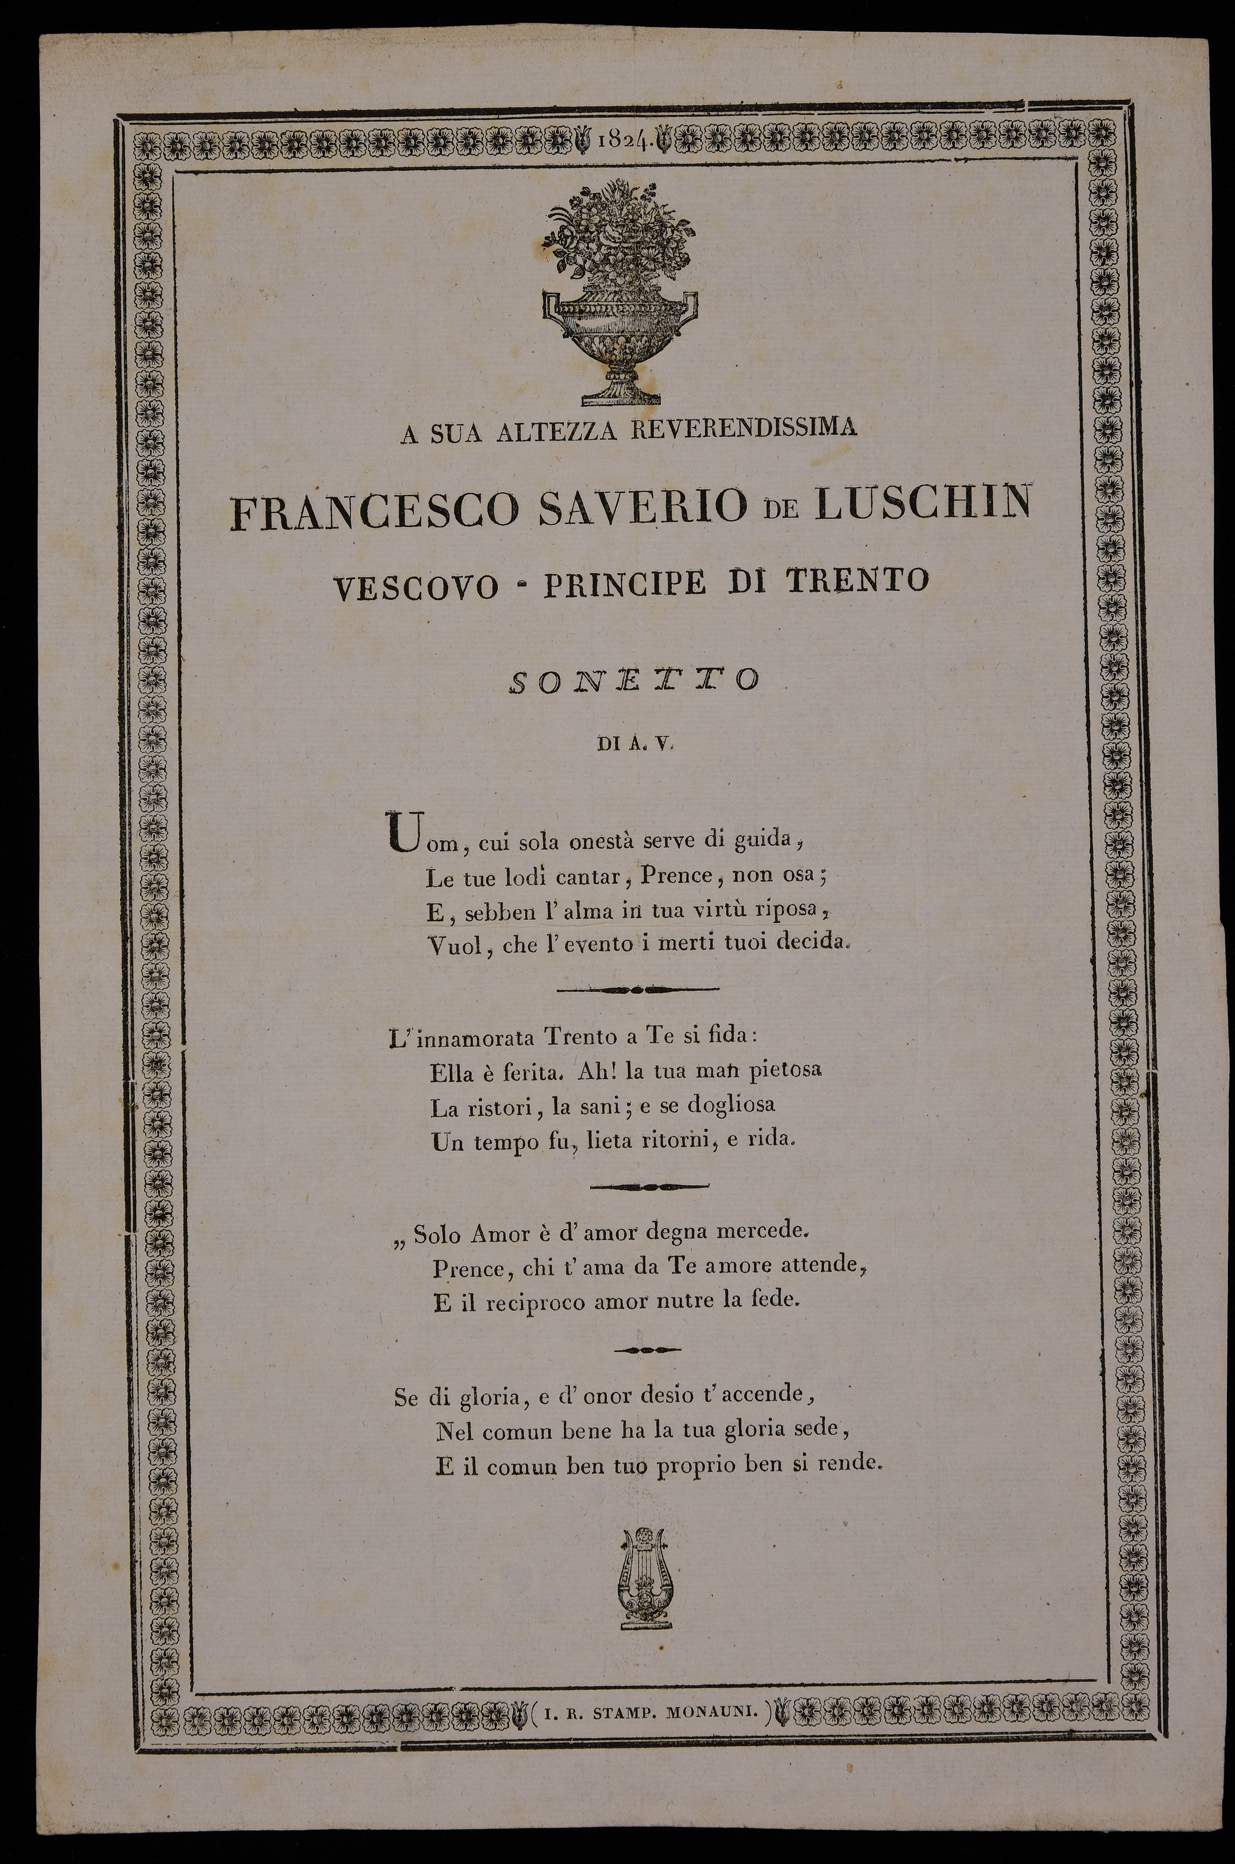 1824.
A SUA ALTEZZA REVERENDISSIMA
FRANCESCO SAVERIO DE LUSCHIN
VESCOVO - PRINCIPE DI TRENTO
SONETTO
DI A. V.
Uom, cui sola onestà serve di guida,
Le tue lodi cantar, Prence, non osa;
E, sebben l'alma in tua virtù riposa,
Vuol, che l'evento i merti tuoi decida.
L'innamorata Trento a Te si fida:
Ella è ferita. Ah! la tua man pietosa
La ristori, la sani; e se dogliosa
Un tempo fu, lieta ritorni, e rida.
„ Solo Amor è d'amor degna mercede.
Prence, chi t'ama da Te amore attende,
E il reciproco amor nutre la fede.
Se di gloria, e d'onor desio t'accende,
Nel comun bene ha la tua gloria sede,
E il comun ben tuo proprio ben si rende.
( I. R. STAMP. MONAUNI. )